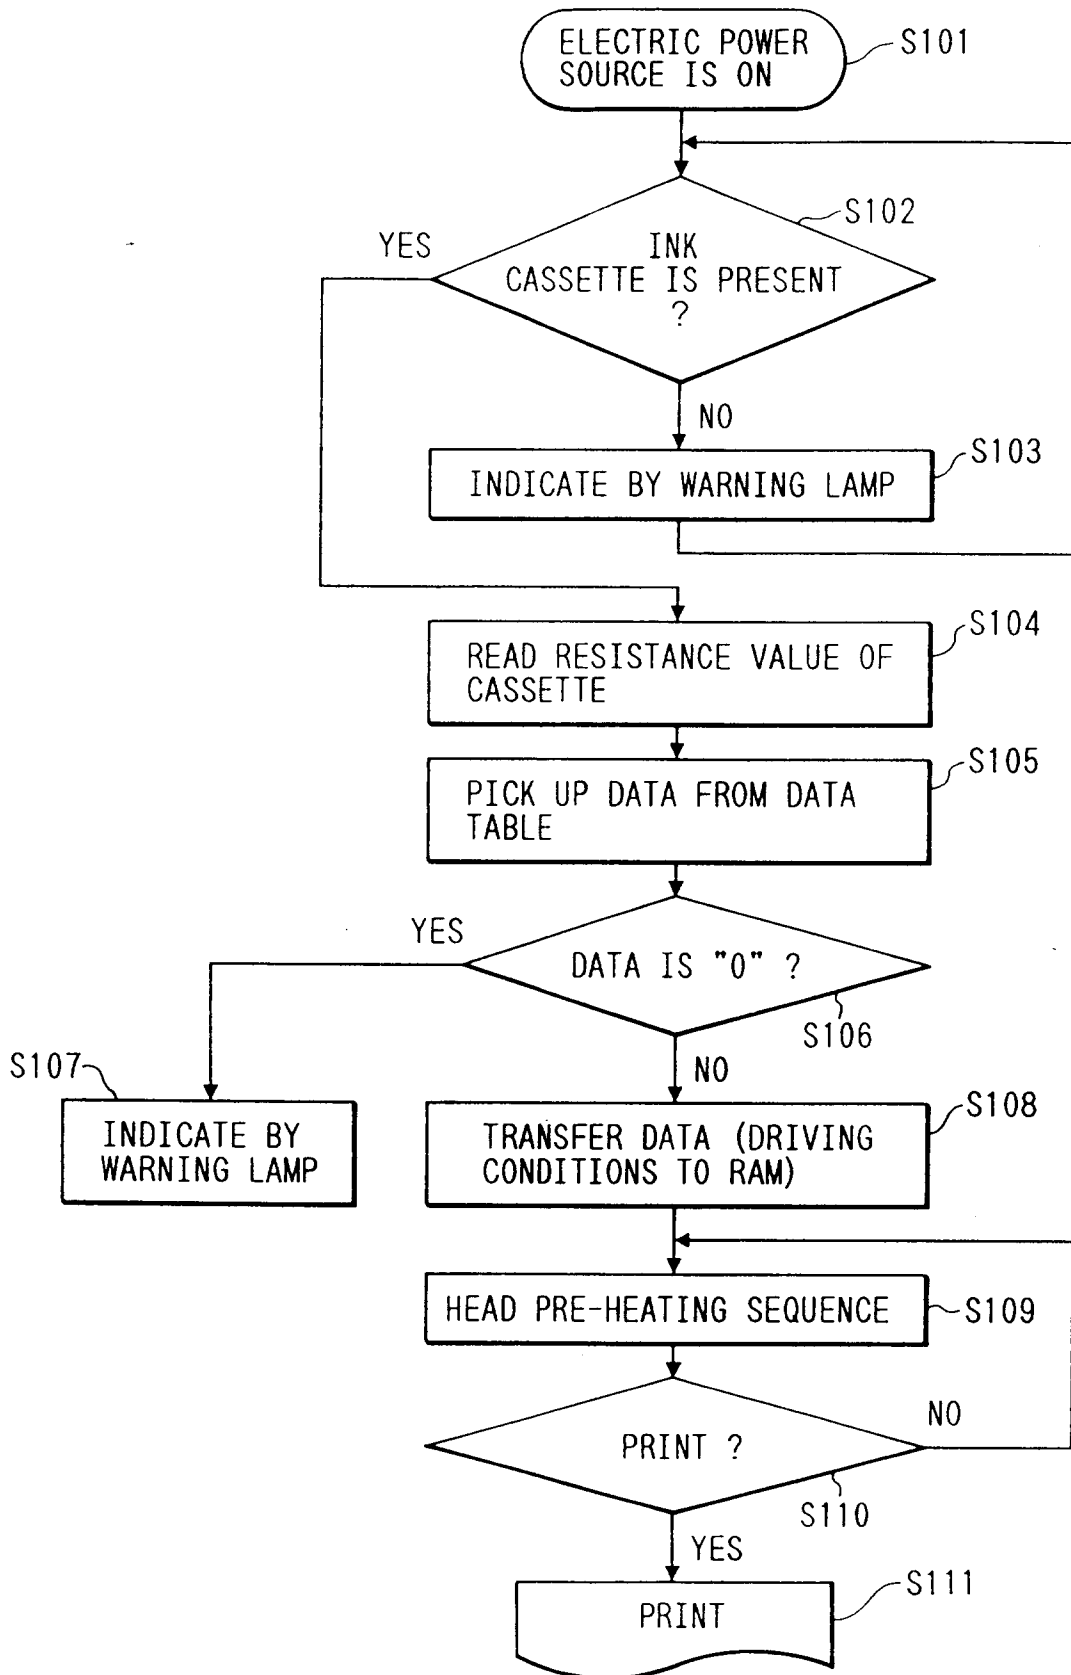 ELECTRIC POWER
SOURCE IS ON
S101
S102
YES
INK
CASSETTE IS PRESENT
?
NO
S103
INDICATE BY WARNING LAMP
S104
READ RESISTANCE VALUE OF
CASSETTE
S105
PICK UP DATA FROM DATA
TABLE
YES
DATA IS "0" ?
S106
NO
S107
INDICATE BY
WARNING LAMP
S108
TRANSFER DATA (DRIVING
CONDITIONS TO RAM)
HEAD PRE-HEATING SEQUENCE
S109
NO
PRINT ?
S110
YES
S111
PRINT